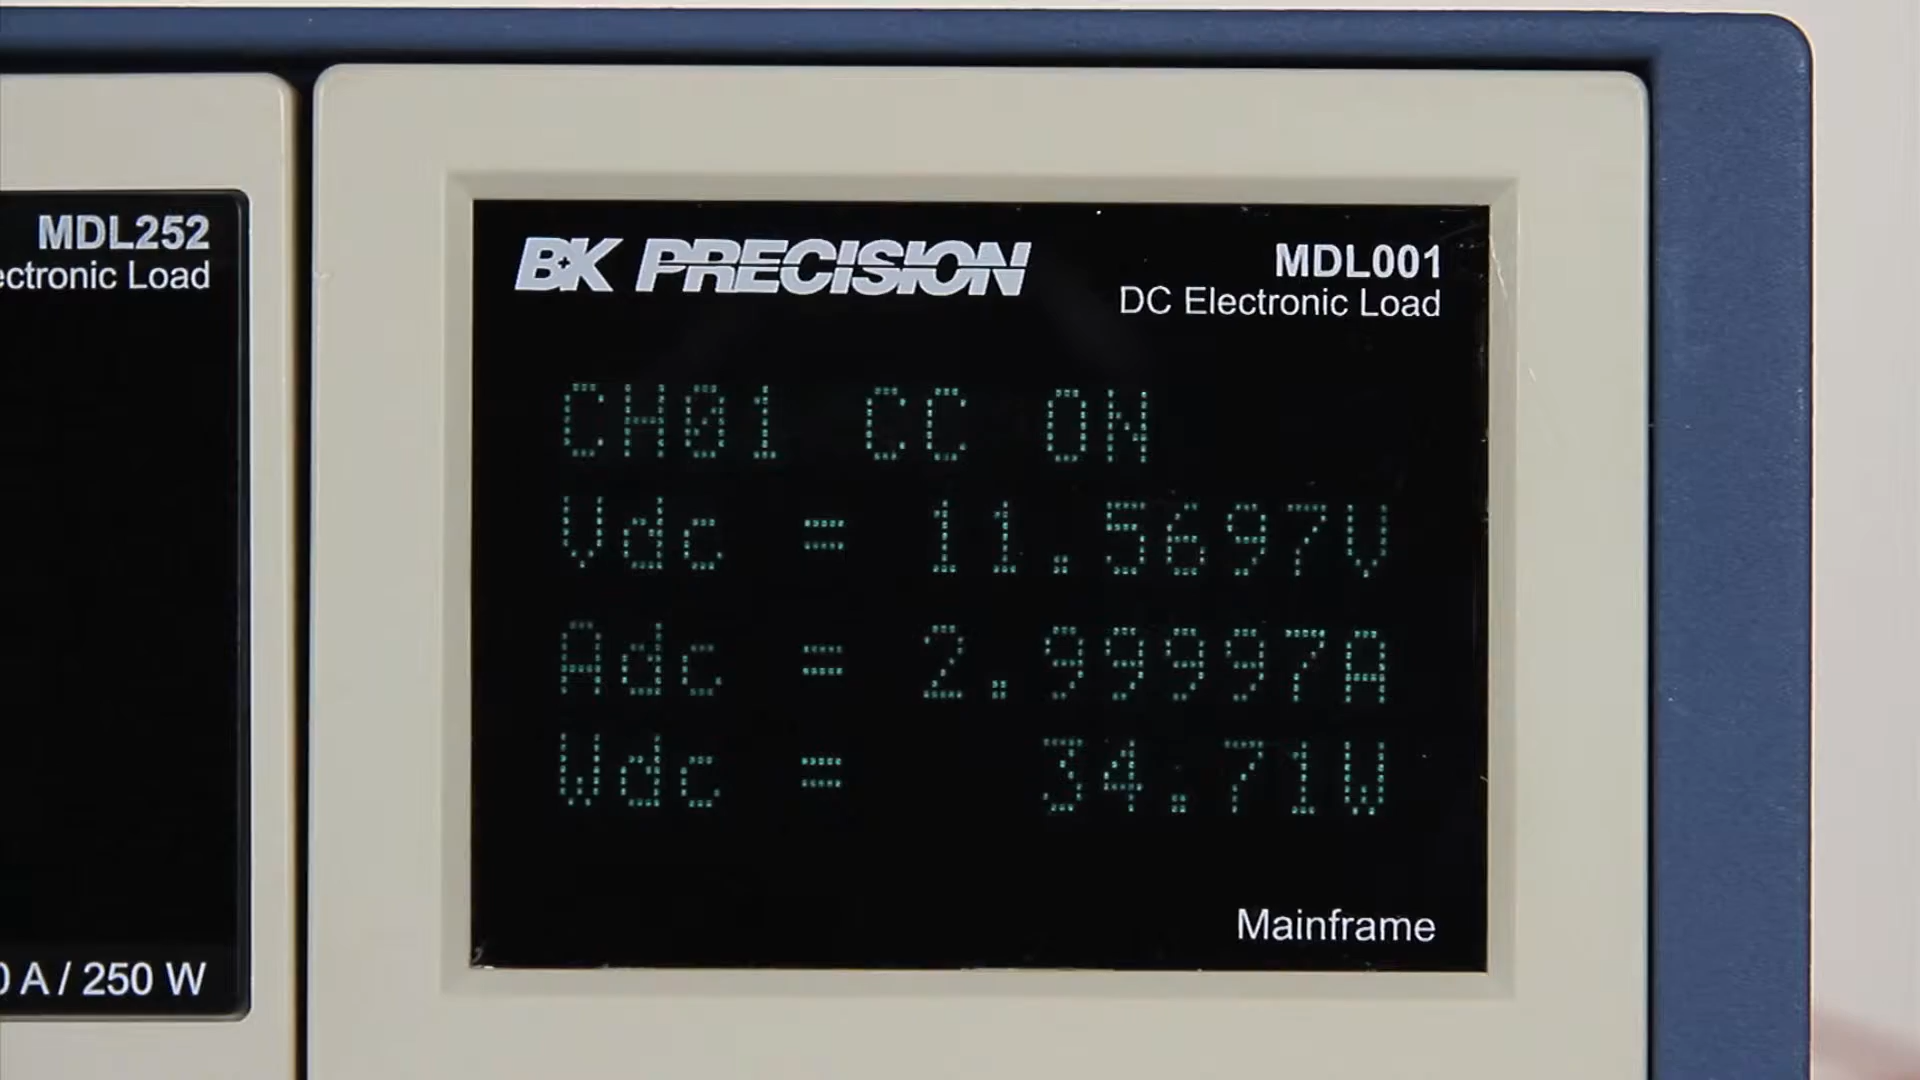 MDL252
ectronic Load
0 A / 250 W
BK PRECISION
MDL001
DC Electronic Load
CH01 CC ON
Vdc = 11.5697V
Adc = 2.99997A
Wdc = 34.71W
Mainframe